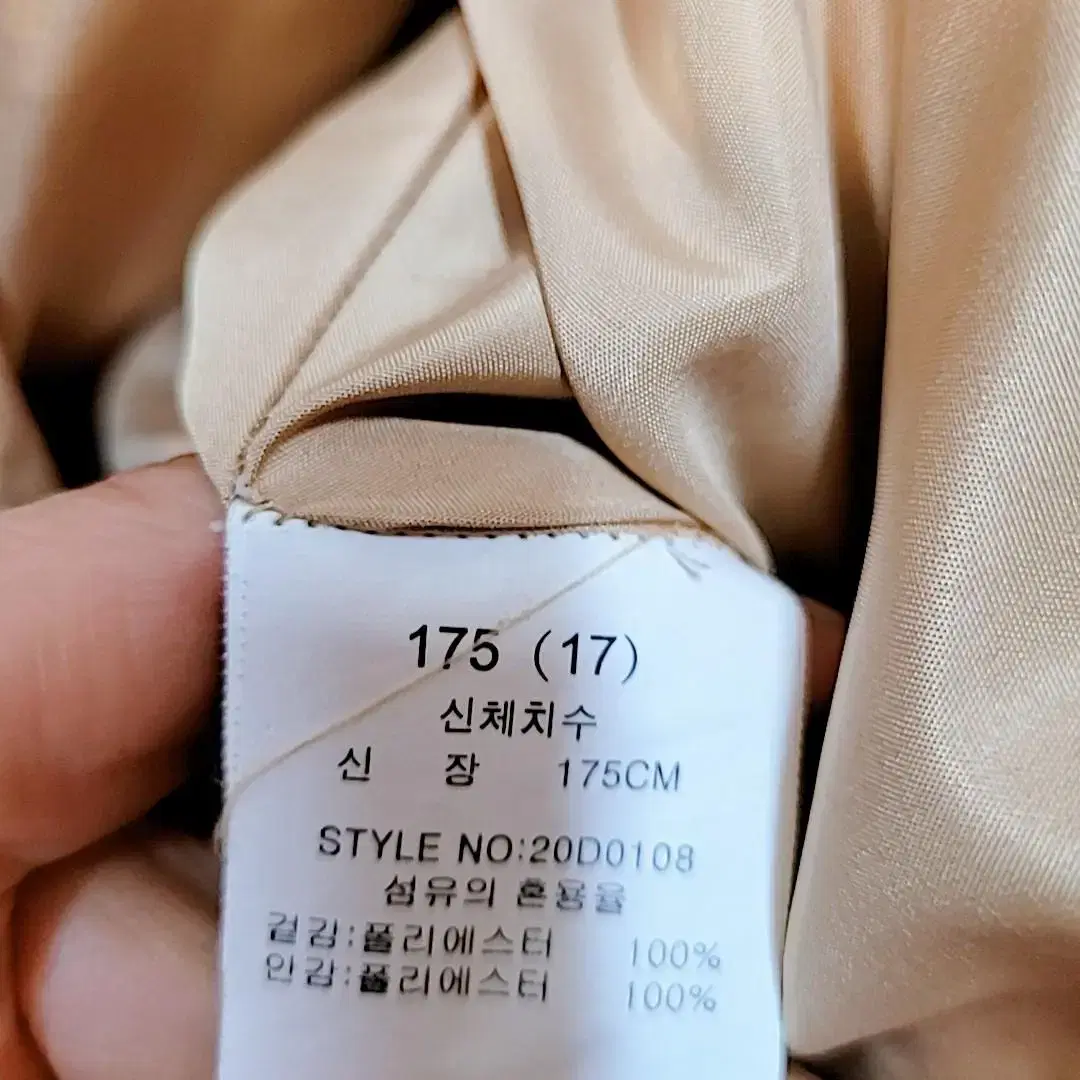 175 (17)
신체치수
신 장 175CM
STYLE NO:20D0108
섬유의 혼용율
겉감:폴리에스터 100%
안감:폴리에스터 100%